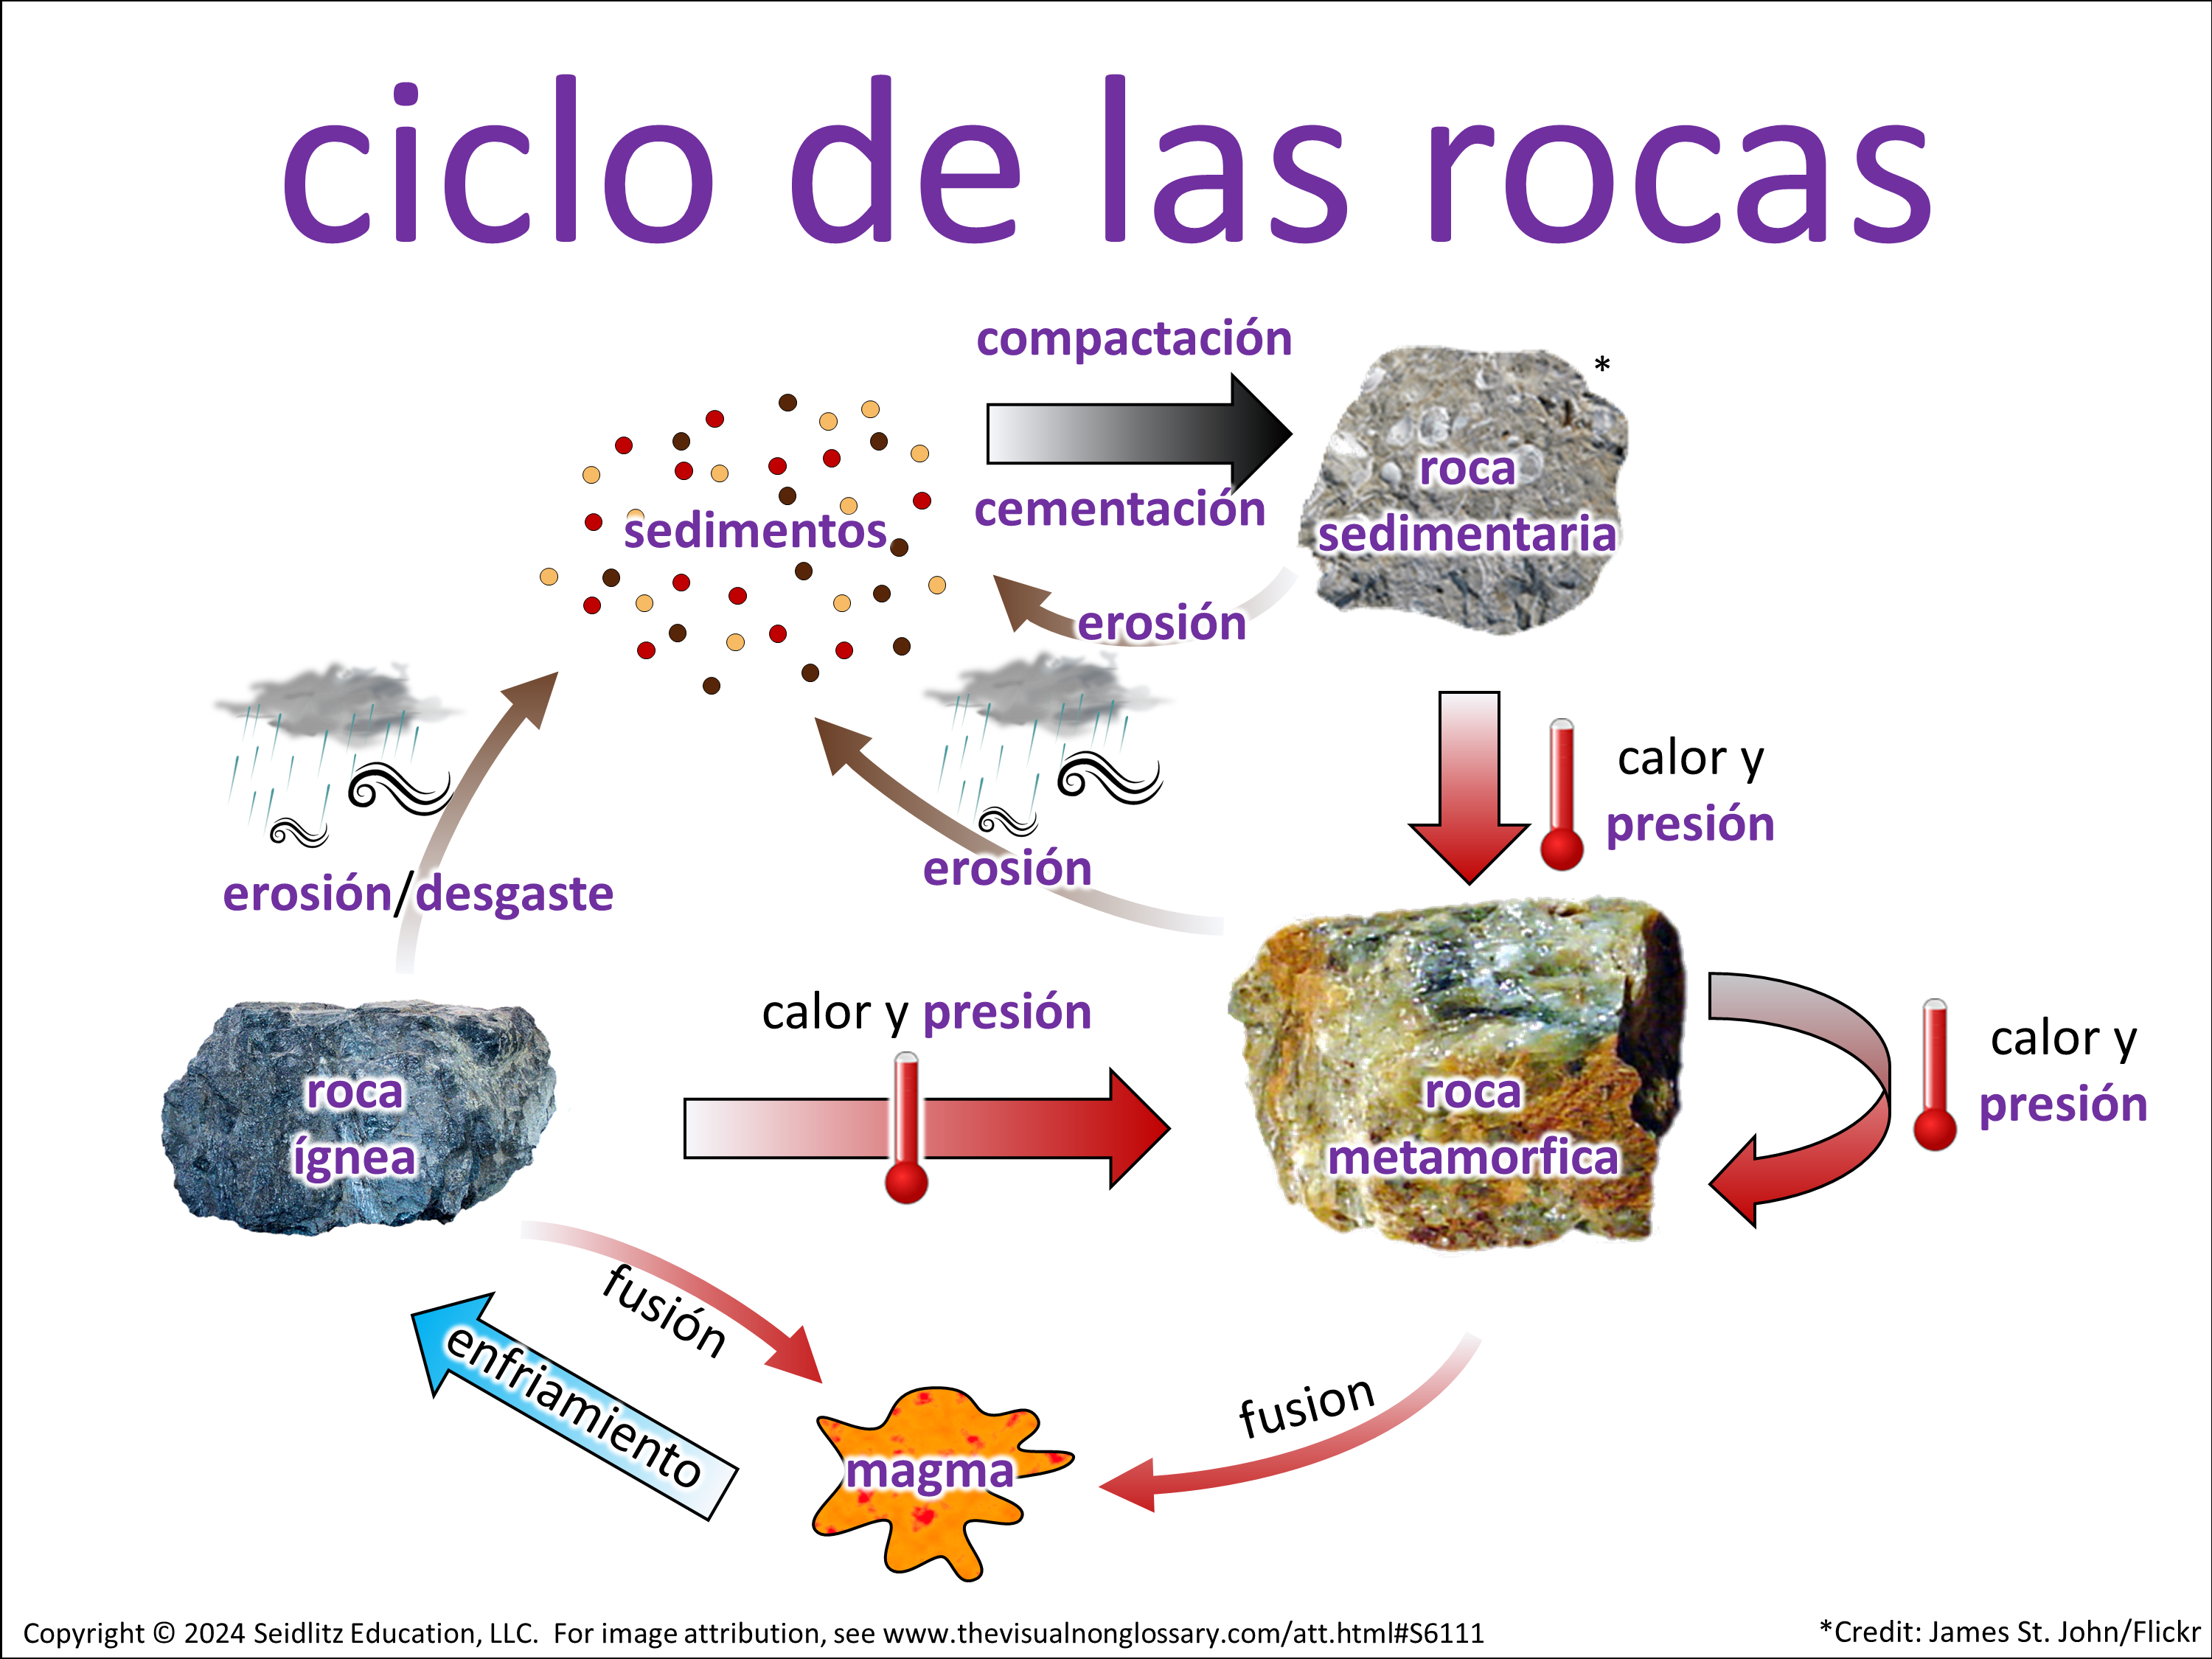 ciclo de las rocas
compactación
cementación
roca
sedimentaria
*
sedimentos
erosión
calor y
presión
erosión
erosión/desgaste
calor y presión
roca
ígnea
roca
metamorfica
calor y
presión
fusión
enfriamiento
fusion
magma
Copyright © 2024 Seidlitz Education, LLC.  For image attribution, see www.thevisualnonglossary.com/att.html#S6111
*Credit: James St. John/Flickr